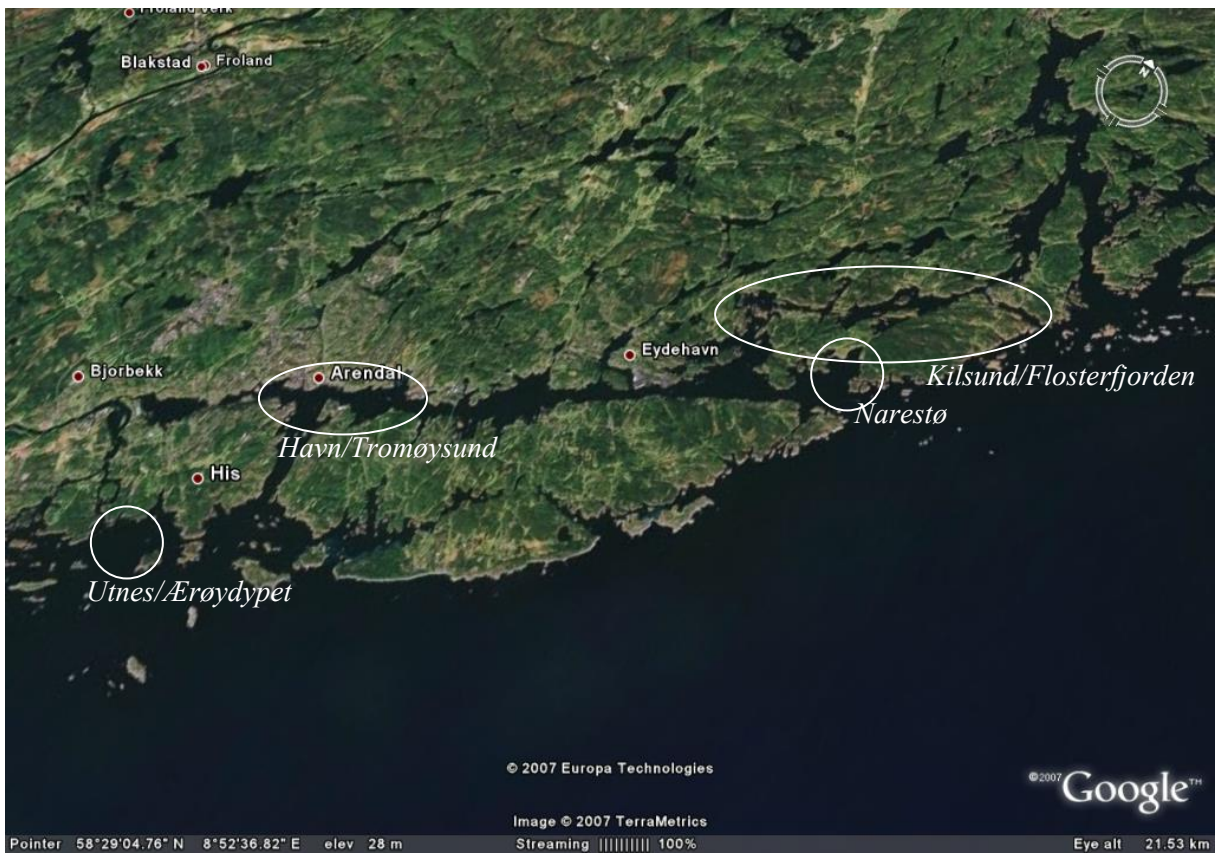 Froland Verk
Blakstad
Froland
N
Bjorbekk
Arendal
Eydehavn
Kilsund/Flosterfjorden
Narestø
Havn/Tromøysund
His
Utnes/Ærøydypet
© 2007 Europa Technologies
©2007 Google™
Image © 2007 TerraMetrics
Pointer 58°29'04.76" N 8°52'36.82" E elev 28 m Streaming |||||||||| 100% Eye alt 21.53 km